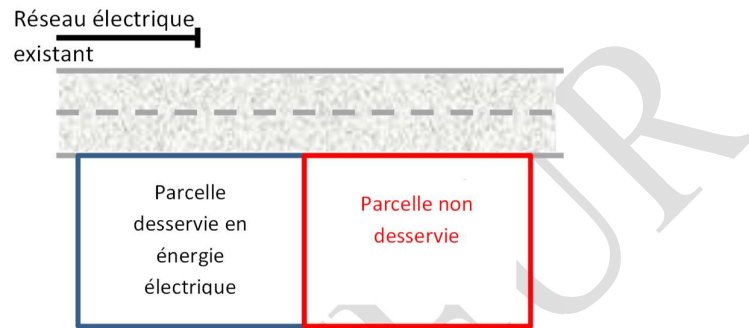 Réseau électrique
existant
Parcelle
desservie en
énergie
électrique
Parcelle non
desservie